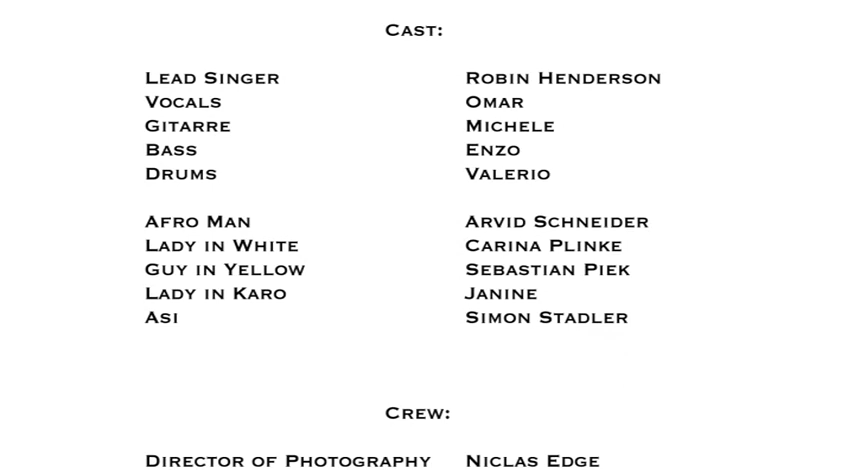 Cast:
Lead Singer Robin Henderson
Vocals Omar
Gitarre Michele
Bass Enzo
Drums Valerio
Afro Man Arvid Schneider
Lady in White Carina Plinke
Guy in Yellow Sebastian Piek
Lady in Karo Janine
Asi Simon Stadler
Crew:
Director of Photography Niclas Edge